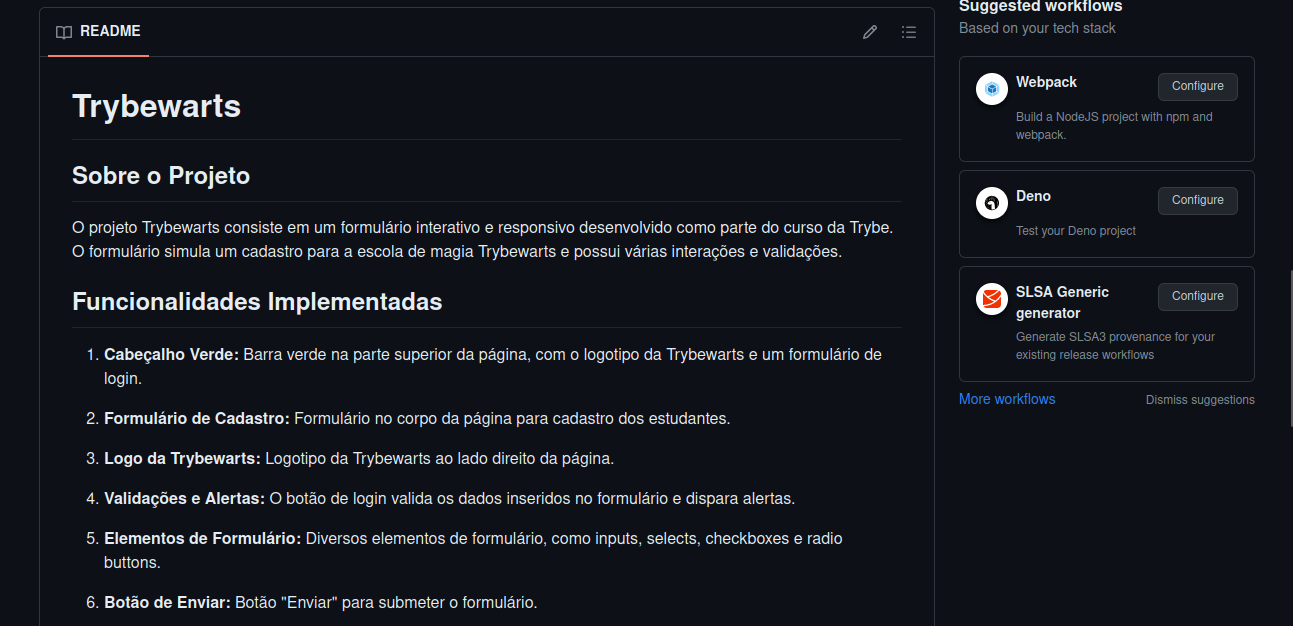 README
Trybewarts
Sobre o Projeto
O projeto Trybewarts consiste em um formulário interativo e responsivo desenvolvido como parte do curso da Trybe.
O formulário simula um cadastro para a escola de magia Trybewarts e possui várias interações e validações.
Funcionalidades Implementadas
1. Cabeçalho Verde: Barra verde na parte superior da página, com o logotipo da Trybewarts e um formulário de
login.
2. Formulário de Cadastro: Formulário no corpo da página para cadastro dos estudantes.
3. Logo da Trybewarts: Logotipo da Trybewarts ao lado direito da página.
4. Validações e Alertas: O botão de login valida os dados inseridos no formulário e dispara alertas.
5. Elementos de Formulário: Diversos elementos de formulário, como inputs, selects, checkboxes e radio
buttons.
6. Botão de Enviar: Botão "Enviar" para submeter o formulário.
Suggested workflows
Based on your tech stack
Webpack
Configure
Build a NodeJS project with npm and
webpack.
Deno
Configure
Test your Deno project
SLSA Generic
generator
Configure
Generate SLSA3 provenance for your
existing release workflows
More workflows
Dismiss suggestions